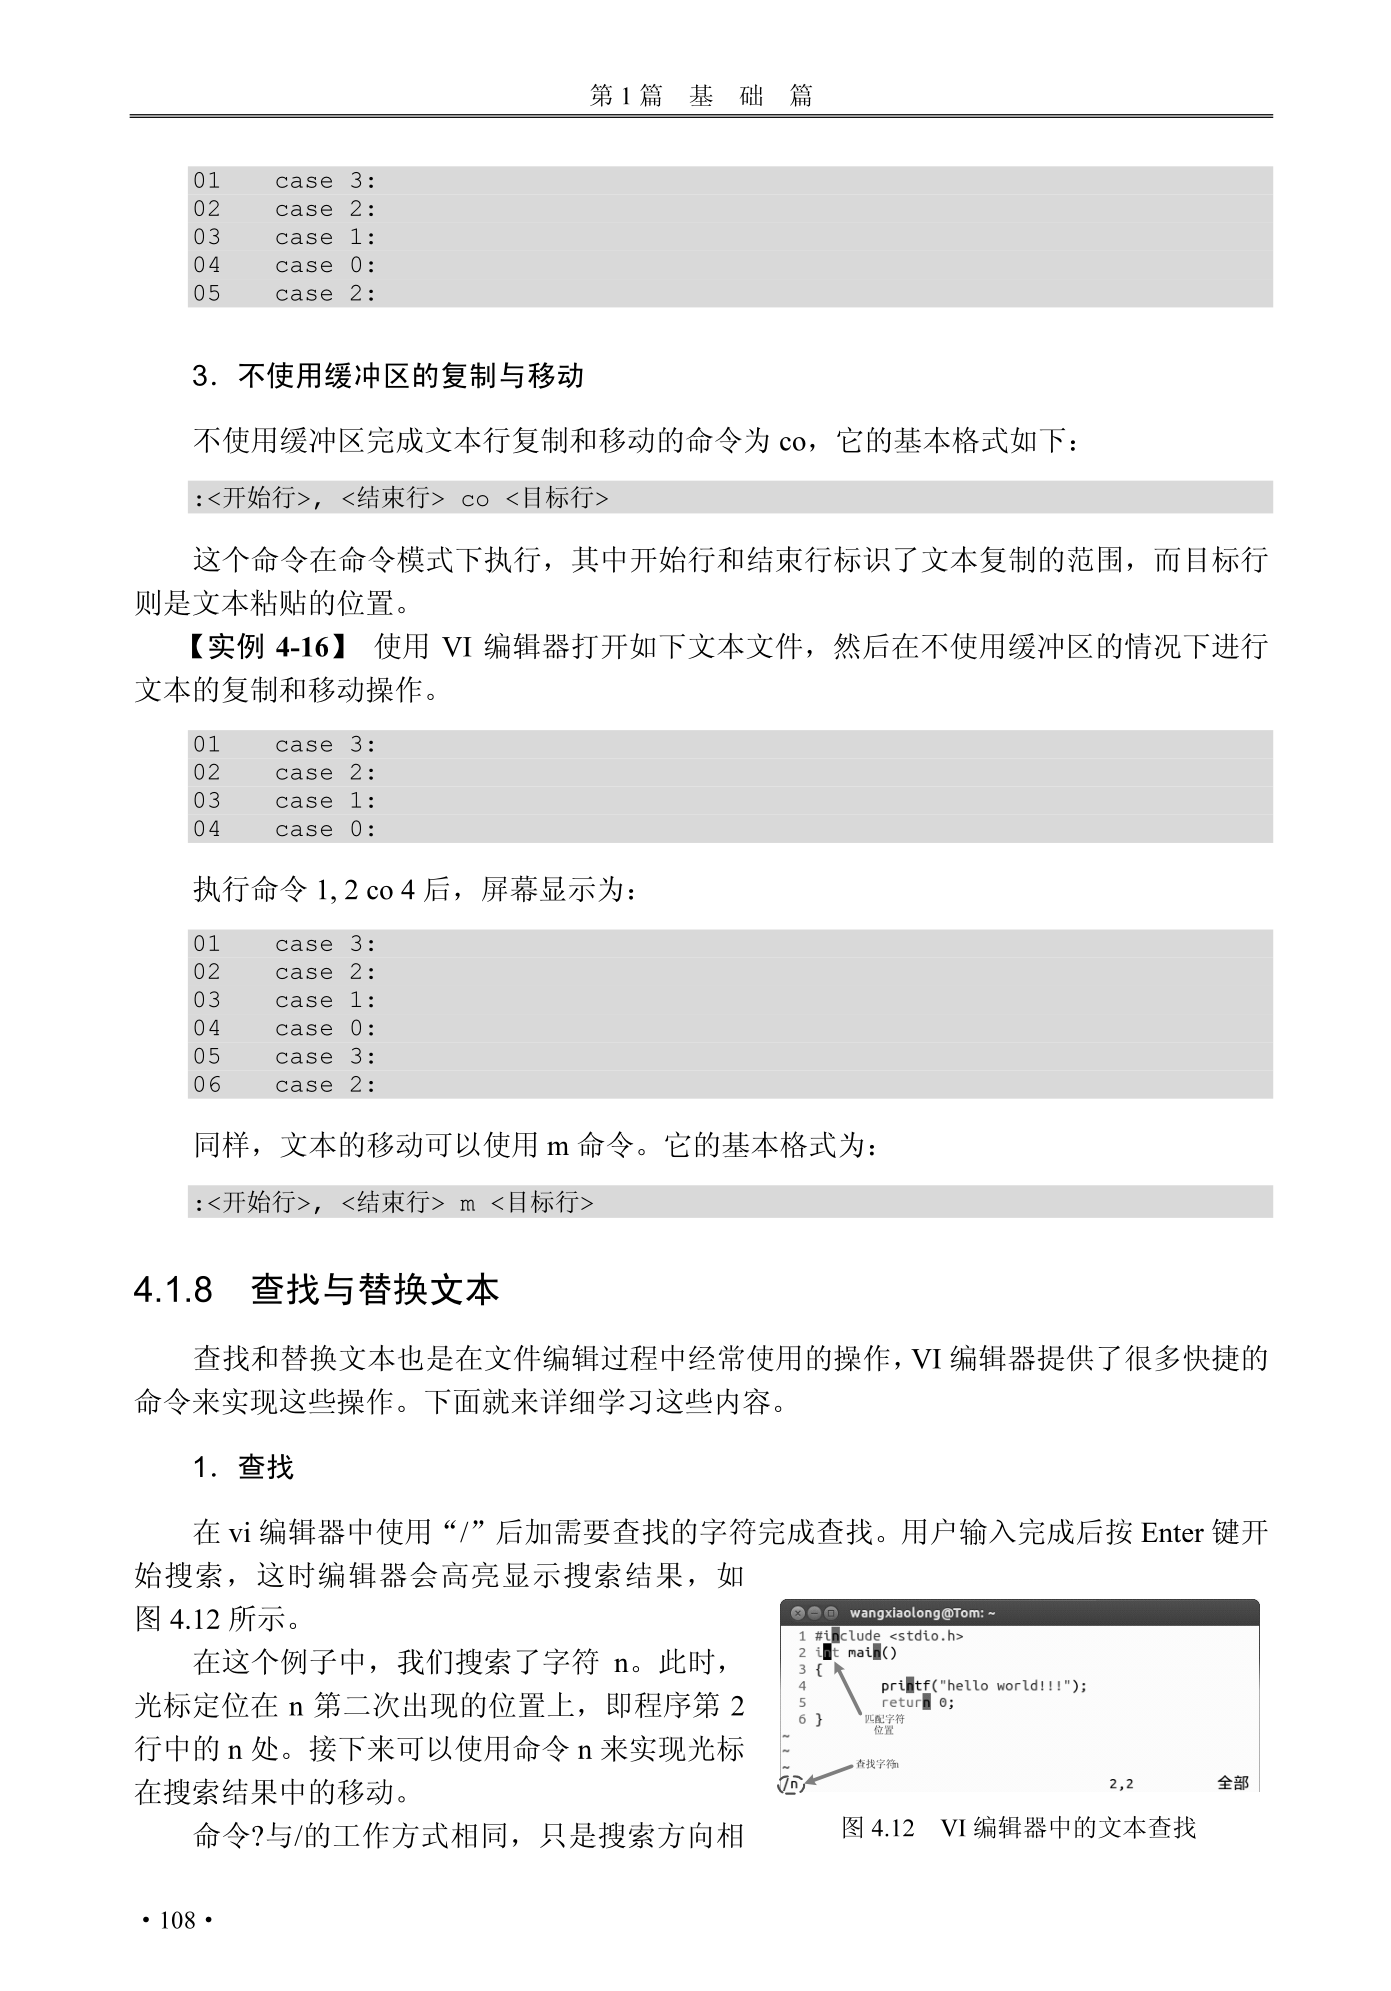 第1篇 基 础 篇
01 case 3:
02 case 2:
03 case 1:
04 case 0:
05 case 2:
3．不使用缓冲区的复制与移动
不使用缓冲区完成文本行复制和移动的命令为 co，它的基本格式如下：
:<开始行>, <结束行> co <目标行>
这个命令在命令模式下执行，其中开始行和结束行标识了文本复制的范围，而目标行
则是文本粘贴的位置。
【实例 4-16】 使用 VI 编辑器打开如下文本文件，然后在不使用缓冲区的情况下进行
文本的复制和移动操作。
01 case 3:
02 case 2:
03 case 1:
04 case 0:
执行命令 1, 2 co 4 后，屏幕显示为：
01 case 3:
02 case 2:
03 case 1:
04 case 0:
05 case 3:
06 case 2:
同样，文本的移动可以使用 m 命令。它的基本格式为：
:<开始行>, <结束行> m <目标行>
4.1.8 查找与替换文本
查找和替换文本也是在文件编辑过程中经常使用的操作，VI 编辑器提供了很多快捷的
命令来实现这些操作。下面就来详细学习这些内容。
1．查找
在 vi 编辑器中使用“/”后加需要查找的字符完成查找。用户输入完成后按 Enter 键开
始搜索，这时编辑器会高亮显示搜索结果，如
图 4.12 所示。
在这个例子中，我们搜索了字符 n。此时，
光标定位在 n 第二次出现的位置上，即程序第 2
行中的 n 处。接下来可以使用命令 n 来实现光标
在搜索结果中的移动。
命令?与/的工作方式相同，只是搜索方向相
wangxiaolong@Tom: ~
1 #include <stdio.h>
2 int main()
3 {
4 printf("hello world!!!");
5 return 0;
6 }
~
~
~
匹配字符
位置
查找字符n
/n
2,2 全部
图 4.12 VI 编辑器中的文本查找
·108·